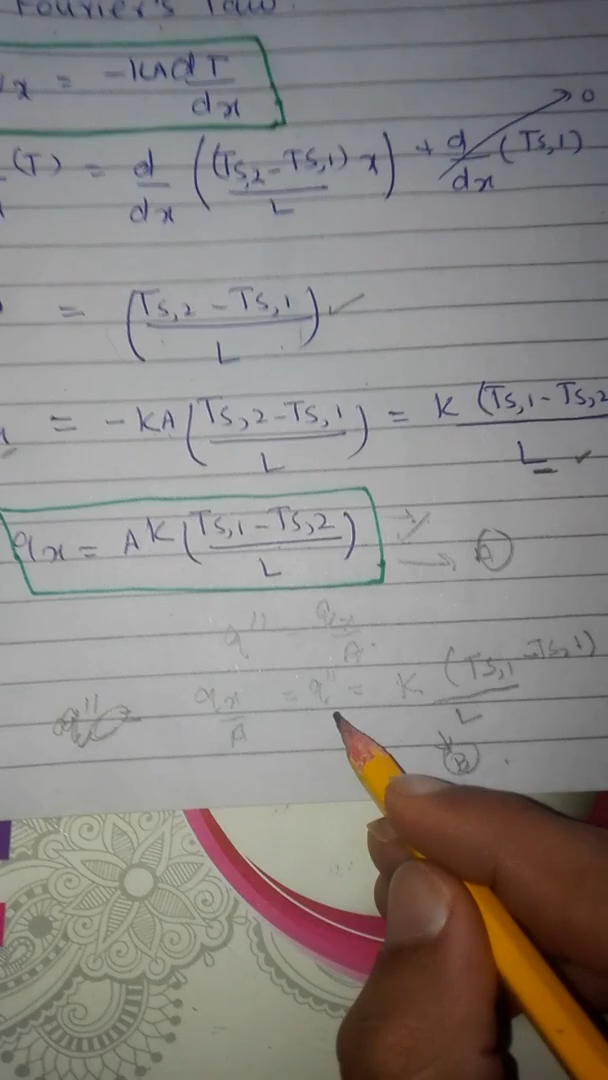 Fourier's law
x = -KA dT/dx
(T) = d/dx ((Ts,2 - Ts,1)/L x) + d/dx (Ts,1) → 0
= ((Ts,2 - Ts,1)/L) ✓
= -KA ((Ts,2 - Ts,1)/L) = K (Ts,1 - Ts,2/L ✓
qx = AK ((Ts,1 - Ts,2)/L) → A
q" = qx/A
qx/A = q" = K (Ts,1 - Ts,1)/L
B